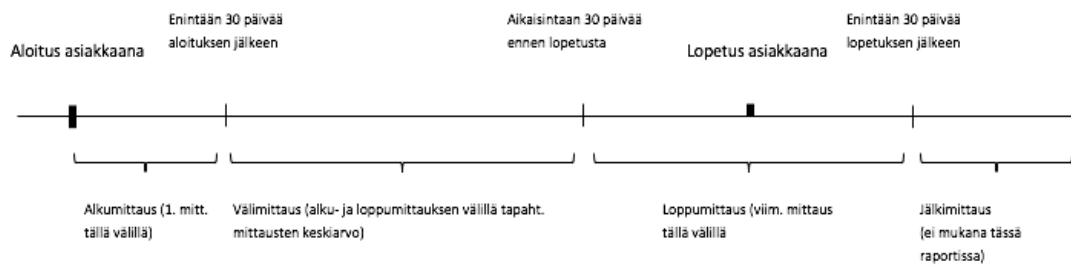 Aloitus asiakkaana
Enintään 30 päivää
aloituksen jälkeen
Aikaisintaan 30 päivää
ennen lopetusta
Lopetus asiakkaana
Enintään 30 päivää
lopetuksen jälkeen
Alkumittaus (1. mitt.
tällä välillä)
Välimittaus (alku- ja loppumittauksen välillä tapaht.
mittausten keskiarvo)
Loppumittaus (viim. mittaus
tällä välillä
Jälkimittaus
(ei mukana tässä
raportissa)